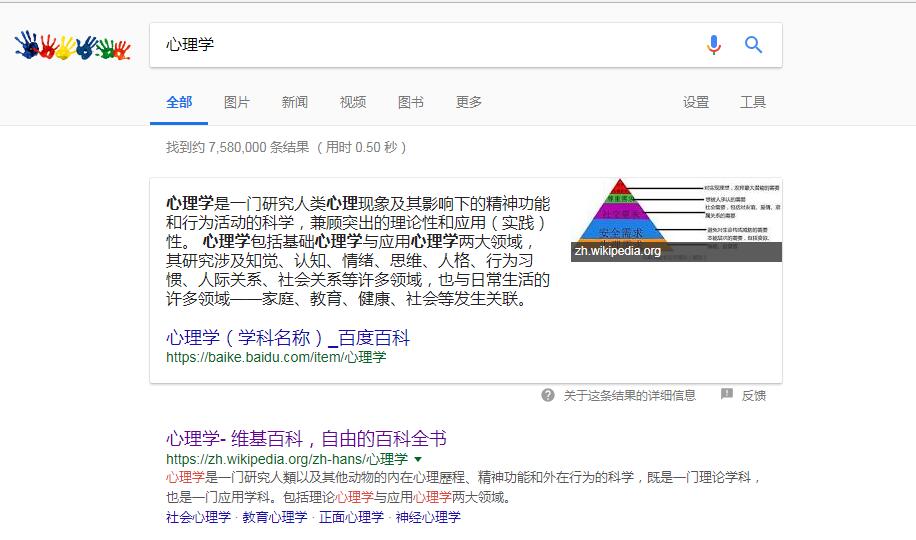 心理学
全部
图片
新闻
视频
图书
更多
设置
工具
找到约 7,580,000 条结果 （用时 0.50 秒）
心理学是一门研究人类心理现象及其影响下的精神功能
和行为活动的科学，兼顾突出的理论性和应用（实践）
性。 心理学包括基础心理学与应用心理学两大领域，
其研究涉及知觉、认知、情绪、思维、人格、行为习
惯、人际关系、社会关系等许多领域，也与日常生活的
许多领域——家庭、教育、健康、社会等发生关联。
尊重需求
社交需求
安全需求
zh.wikipedia.org
心理学（学科名称）_百度百科
https://baike.baidu.com/item/心理学
关于这条结果的详细信息
反馈
心理学- 维基百科，自由的百科全书
https://zh.wikipedia.org/zh-hans/心理学
心理学是一门研究人類以及其他动物的内在心理歷程、精神功能和外在行为的科学，既是一门理论学科，
也是一门应用学科。包括理论心理学与应用心理学两大领域。
社会心理学 · 教育心理学 · 正面心理学 · 神经心理学